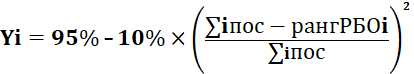 Yi = 95% – 10% × ((∑iпос – рангРБОi) / ∑iпос)²